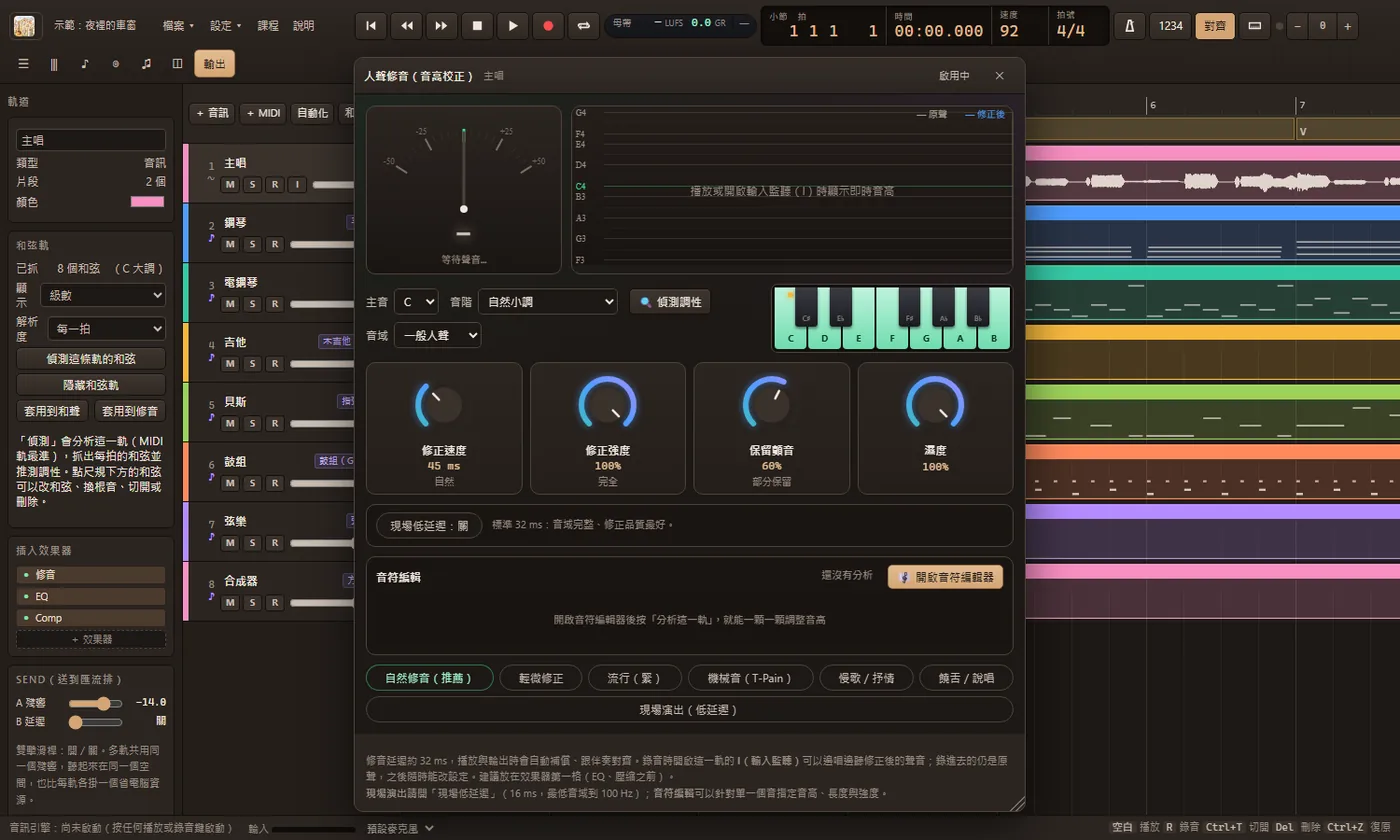 示範：夜裡的車窗
檔案
設定
課程
說明
母帶
— LUFS 0.0 GR —
小節 拍
1 1 1 1
時間
00:00.000
速度
92
拍號
4/4
1234
對齊
− 0 +
輸出
軌道
主唱
類型 音訊
片段 2 個
顏色
和弦軌
已抓 8 個和弦 （C 大調）
顯示 級數
解析度 每一拍
偵測這條軌的和弦
隱藏和弦軌
套用到和聲 套用到修音
「偵測」會分析這一軌（MIDI
軌最準），抓出每拍的和弦並
推測調性。點尺規下方的和弦
可以改和弦、換根音、切開或
刪除。
插入效果器
修音
EQ
Comp
+ 效果器
SEND（送到匯流排）
A 殘響 −14.0
B 延遲 關
雙擊滑桿：開 / 關。多軌共用同
一個殘響，聽起來在同一個空
間，也比每軌各掛一個省電腦資
源。
+ 音訊 + MIDI 自動化 和
1 主唱
M S R I
2 鋼琴
M S R
3 電鋼琴
M S R
4 吉他 木吉他
M S R
5 貝斯
M S R
6 鼓組 鼓組（G
M S R
7 弦樂
M S R
8 合成器
M S R
6 7
V
人聲修音（音高校正） 主唱
啟用中 ×
-50 -25 +25 +50
—
等待聲音…
G4
F4
E4
D4
C4
B3
A3
G3
F3
— 原聲 — 修正後
播放或開啟輸入監聽（I）時顯示即時音高
主音 C 音階 自然小調 偵測調性
音域 一般人聲
C# E♭ F# A♭ B♭
C D E F G A B
修正速度
45 ms
自然
修正強度
100%
完全
保留顫音
60%
部分保留
濕度
100%
現場低延遲：關 標準 32 ms：音域完整、修正品質最好。
音符編輯 還沒有分析 開啟音符編輯器
開啟音符編輯器後按「分析這一軌」，就能一顆一顆調整音高
自然修音（推薦） 輕微修正 流行（緊） 機械音（T-Pain） 慢歌 / 抒情 饒舌 / 說唱
現場演出（低延遲）
修音延遲約 32 ms，播放與輸出時會自動補償、跟伴奏對齊。錄音時開啟這一軌的 I（輸入監聽）可以邊唱邊聽修正後的聲音；錄進去的仍是原
聲，之後隨時能改設定。建議放在效果器第一格（EQ、壓縮之前）。
現場演出請開「現場低延遲」（16 ms，最低音域到 100 Hz）；音符編輯可以針對單一個音指定音高、長度與強度。
音訊引擎：尚未啟動（按任何播放或錄音鍵啟動） 輸入 預設麥克風
空白 播放 R 錄音 Ctrl+T 切開 Del 刪除 Ctrl+Z 復原